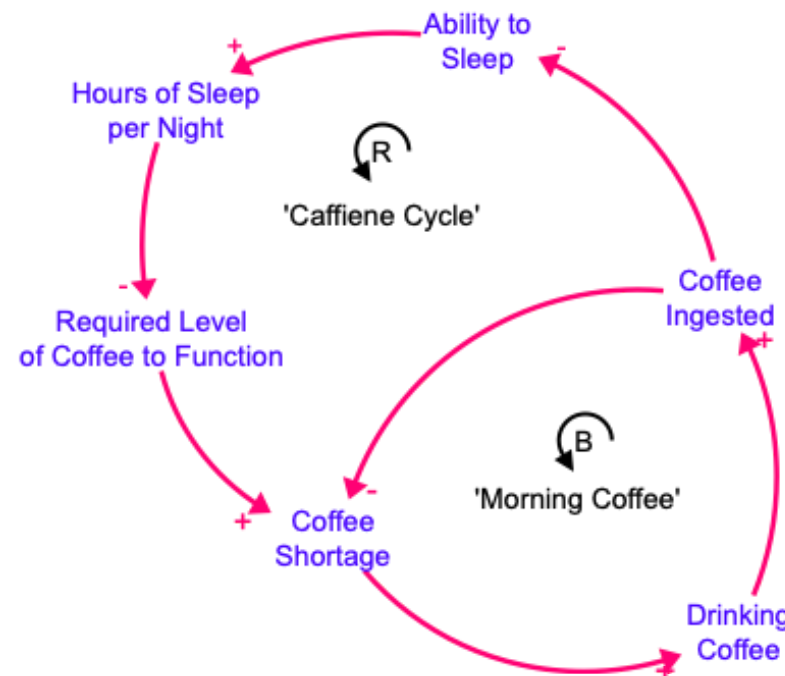 Ability to
Sleep
-
+
Hours of Sleep
per Night
R
'Caffiene Cycle'
-
Required Level
of Coffee to Function
Coffee
Ingested
+
B
'Morning Coffee'
-
+
Coffee
Shortage
Drinking
Coffee
+